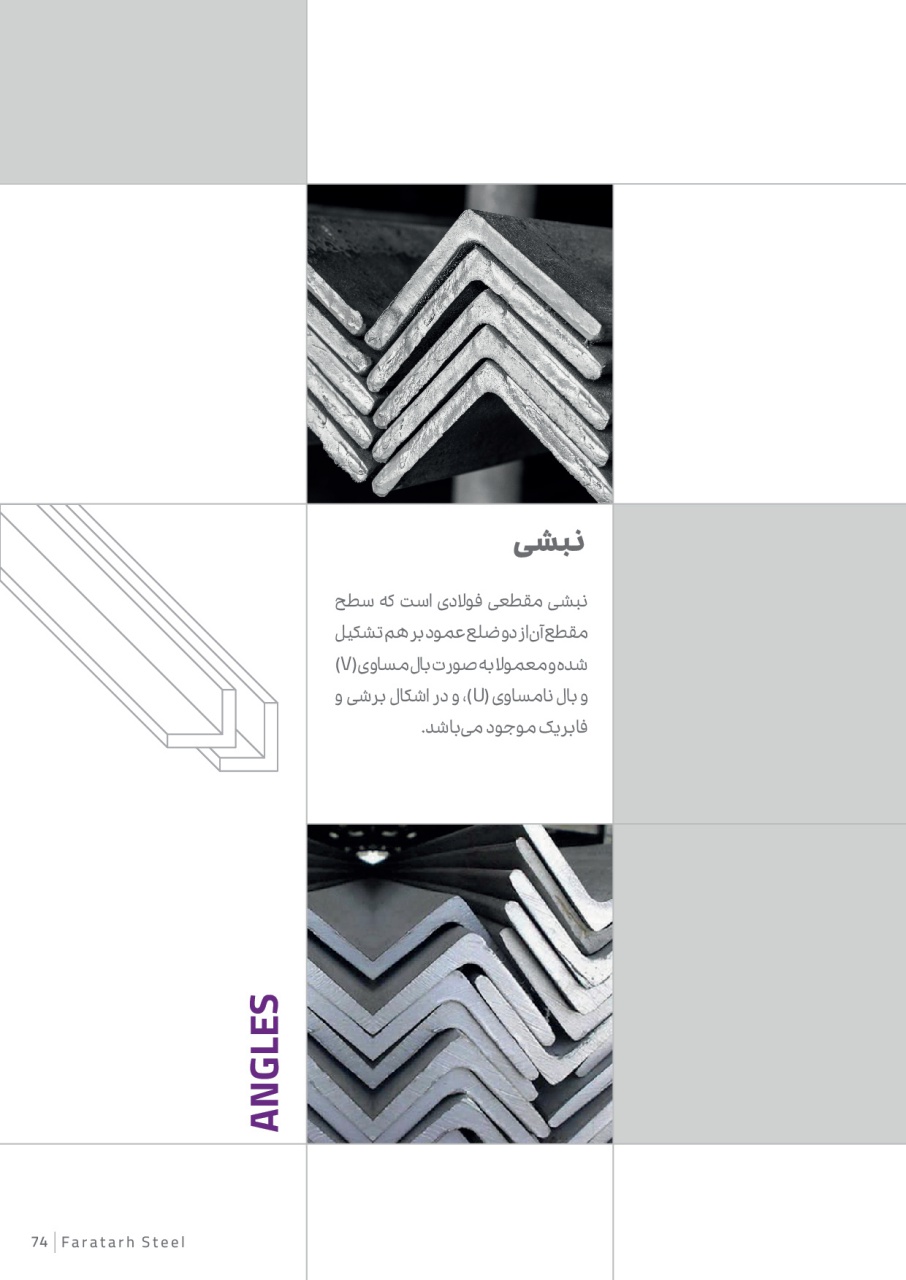 نبشی
نبشی مقطعی فولادی است که سطح
مقطع آن از دو ضلع عمود بر هم تشکیل
شده و معمولا به صورت بال مساوی (V)
و بال نامساوی (U)، و در اشکال برشی و
فابریک موجود می‌باشد.
ANGLES
74 | Faratarh Steel